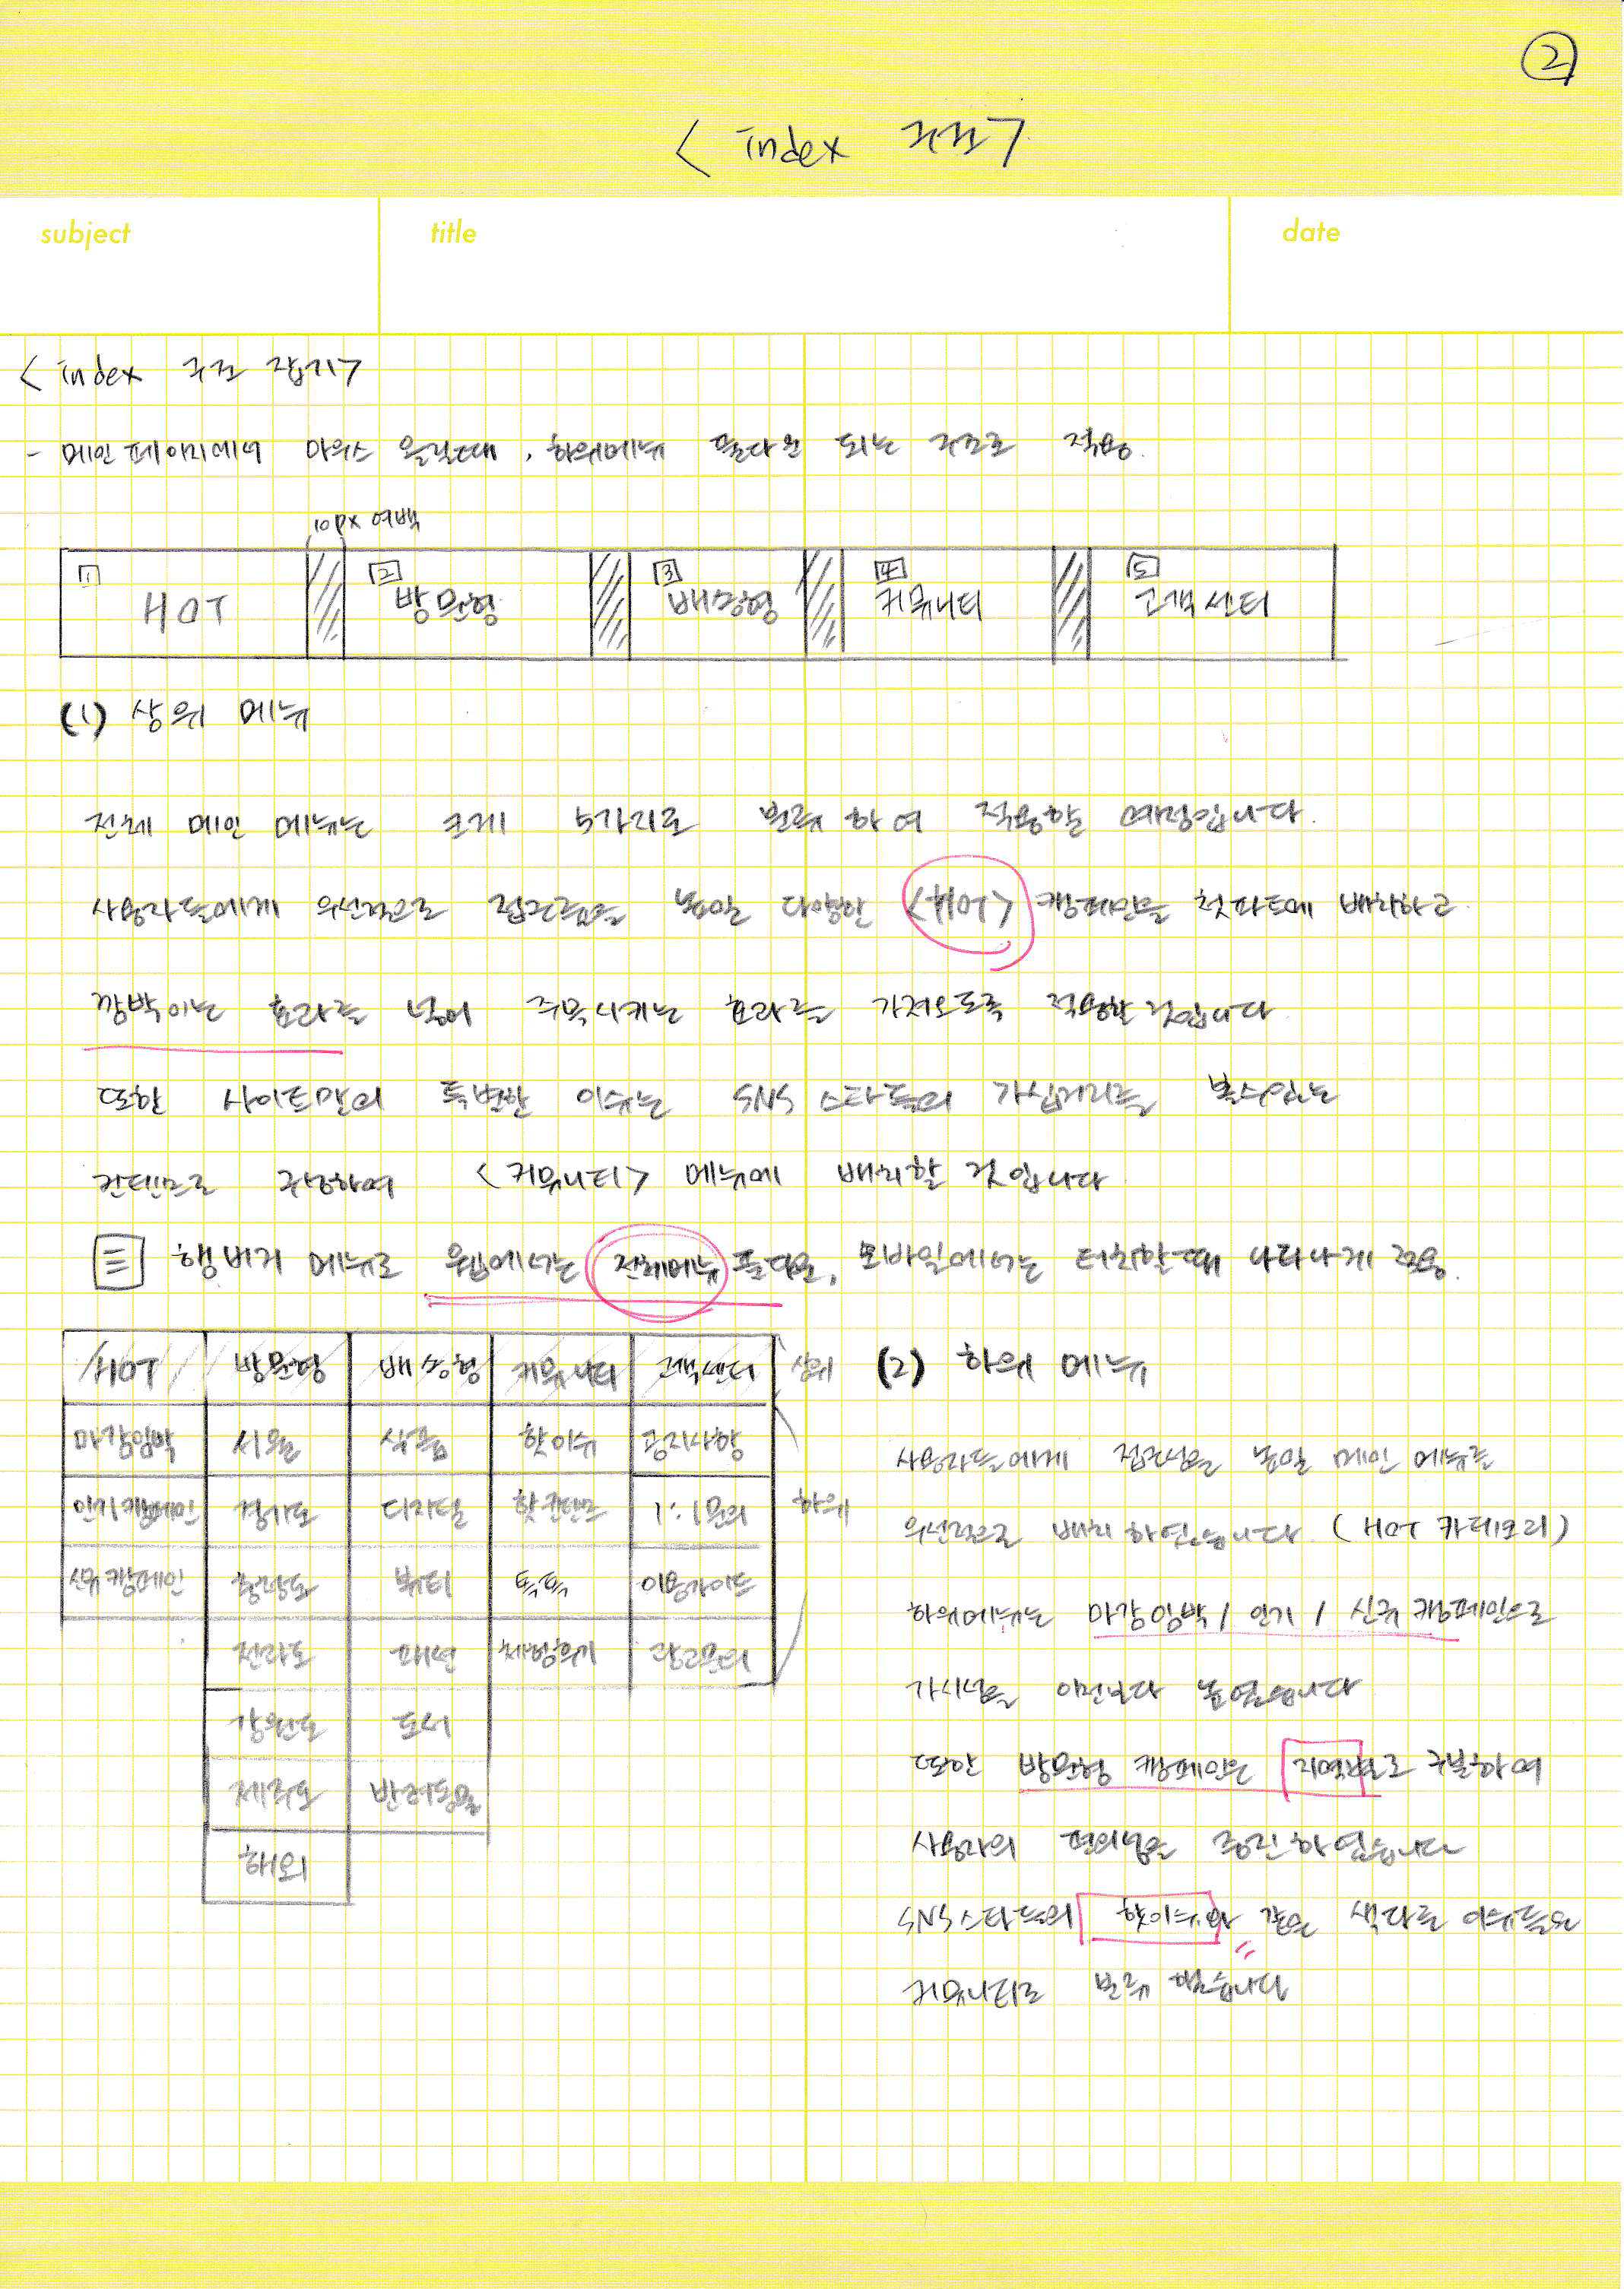 ②
< index 구조 >
subject
title
date
< index 구조 잡기 >
- 메인 페이지에서 마우스 올릴때, 하위메뉴 풀다운 되는 구조로 적용.
10px 여백
1 HOT
2 방문형
3 배송형
4 커뮤니티
5 고객센터
(1) 상위 메뉴
전체 메인 메뉴는 크게 5가지로 분류하여 적용할 예정입니다.
사용자들에게 우선적으로 접근율을 높일 다양한 <HOT> 캠페인을 첫파트에 배치하고
깜박이는 효과를 넣어 주목시키는 효과를 가져오도록 적용할 것입니다
또한 사이트만의 특별한 이슈는 SNS 스타들의 가십거리를 볼수있는
컨텐츠로 구성하여 <커뮤니티> 메뉴에 배치할 것입니다
햄버거 메뉴로 웹에서는 전체메뉴 풀다운, 모바일에서는 터치할때 나타나게 적용.
HOT 방문형 배송형 커뮤니티 고객센터 상위
마감임박 서울 식품 핫이슈 공지사항
인기캠페인 경기도 디지털 핫콘텐츠 1:1문의 하위
신규캠페인 충청도 뷰티 톡톡 이용가이드
전라도 패션 체험후기 광고문의
강원도 도서
제주도 반려동물
해외
(2) 하위 메뉴
사용자들에게 접근성을 높일 메인 메뉴를
우선적으로 배치하였습니다 (HOT 카테고리)
하위메뉴는 마감임박 / 인기 / 신규 캠페인으로
가시성을 이전보다 높였습니다
또한 방문형 캠페인은 지역별로 구분하여
사용자의 편의성을 증진하였습니다
SNS스타들의 핫이슈와 같은 색다른 이슈들도
커뮤니티로 분류 했습니다